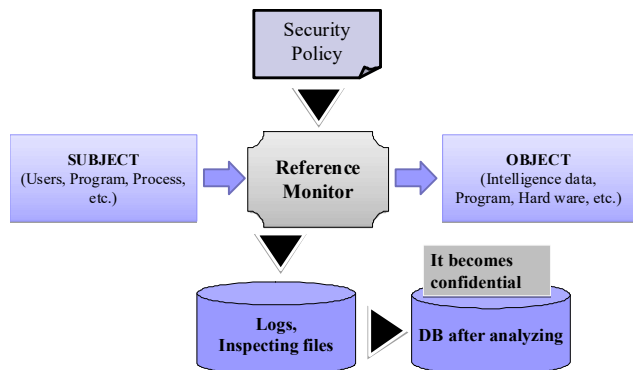 Security
Policy
SUBJECT
(Users, Program, Process,
etc.)
Reference
Monitor
OBJECT
(Intelligence data,
Program, Hard ware, etc.)
It becomes
confidential
Logs,
Inspecting files
DB after analyzing